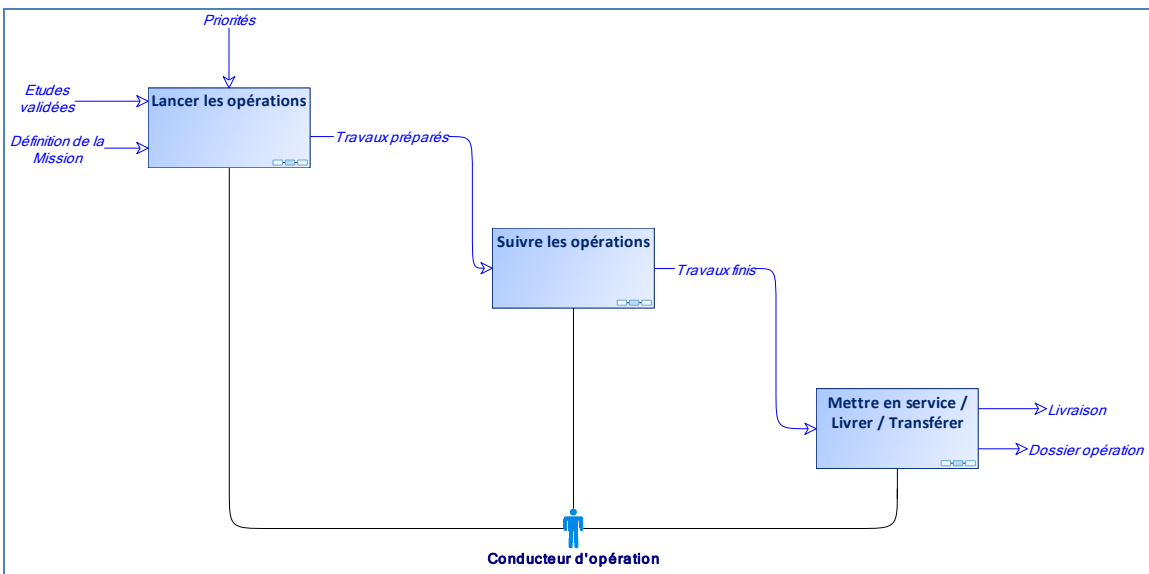 Priorités
Etudes
validées
Lancer les opérations
Définition de la
Mission
Travaux préparés
Suivre les opérations
Travaux finis
Mettre en service /
Livrer / Transférer
Livraison
Dossier opération
Conducteur d'opération